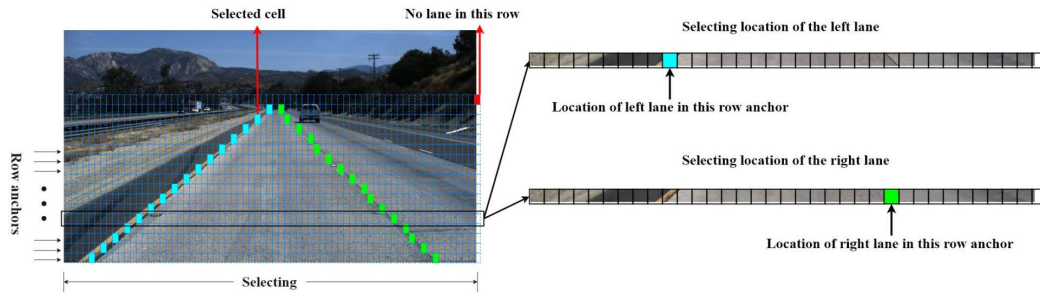 Selected cell
No lane in this row
Selecting location of the left lane
Location of left lane in this row anchor
Row anchors
Selecting location of the right lane
Location of right lane in this row anchor
Selecting